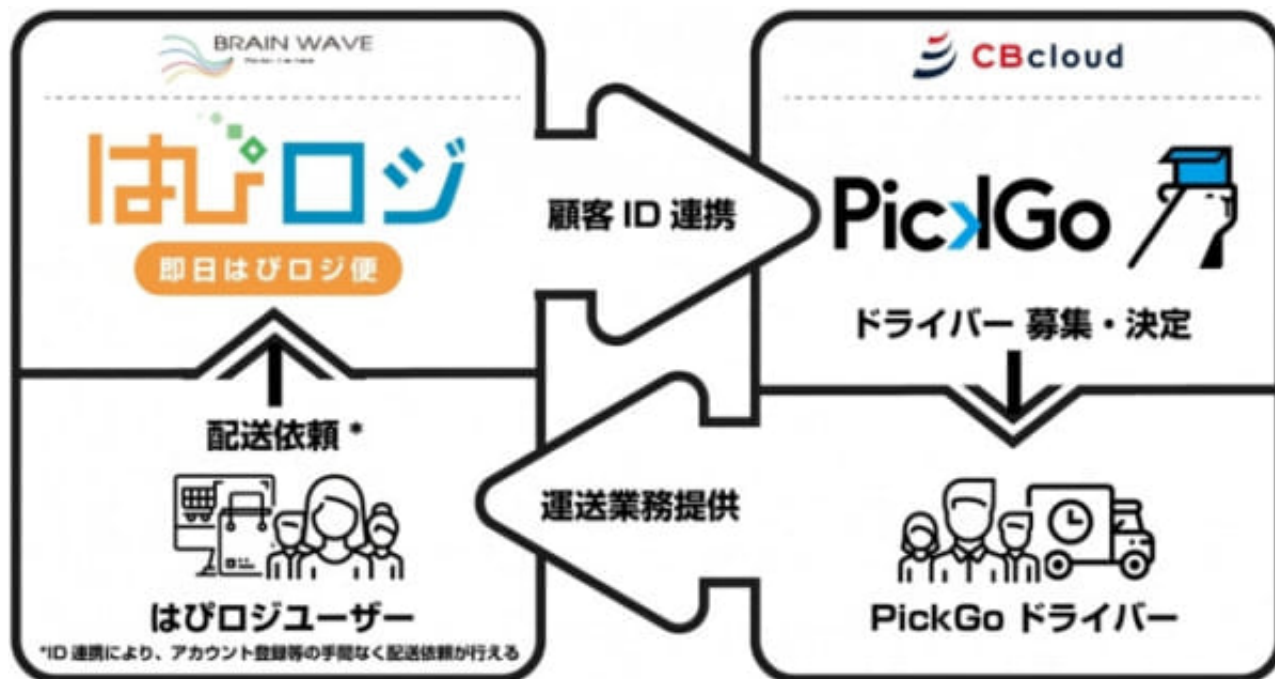 BRAIN WAVE
はぴロジ
即日はぴロジ便
配送依頼*
はぴロジユーザー
*ID連携により、アカウント登録等の手間なく配送依頼が行える
顧客ID連携
運送業務提供
CBcloud
PickGo
ドライバー 募集・決定
PickGo ドライバー